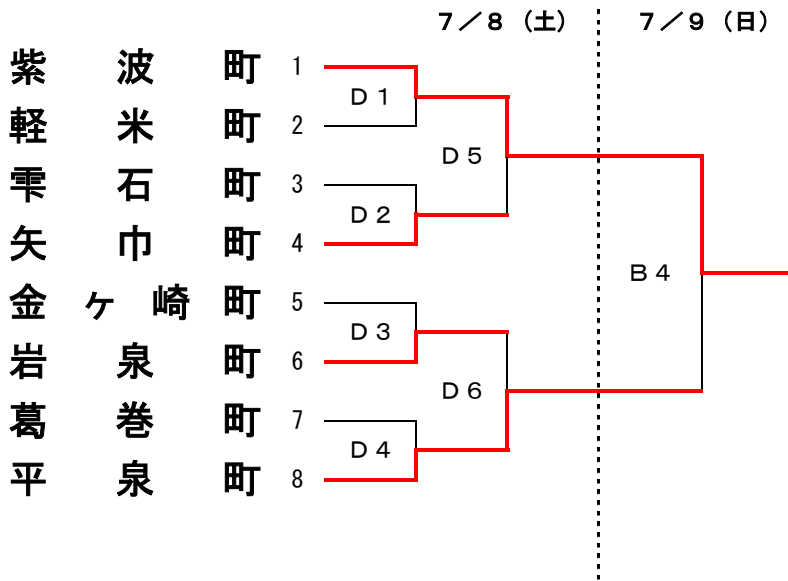 7／8（土）　7／9（日）
紫波町 1
D1
軽米町 2
D5
雫石町 3
D2
矢巾町 4
B4
金ヶ崎町 5
D3
岩泉町 6
D6
葛巻町 7
D4
平泉町 8